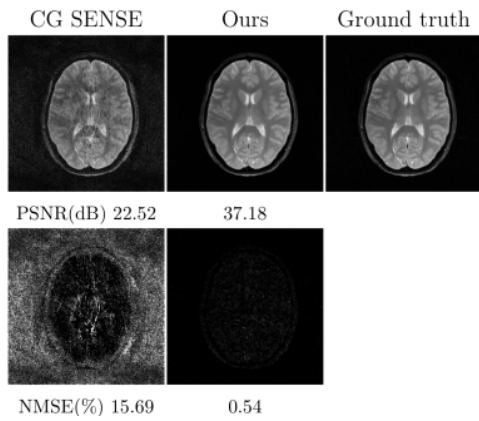 CG SENSE Ours Ground truth
PSNR(dB) 22.52 37.18
NMSE(%) 15.69 0.54